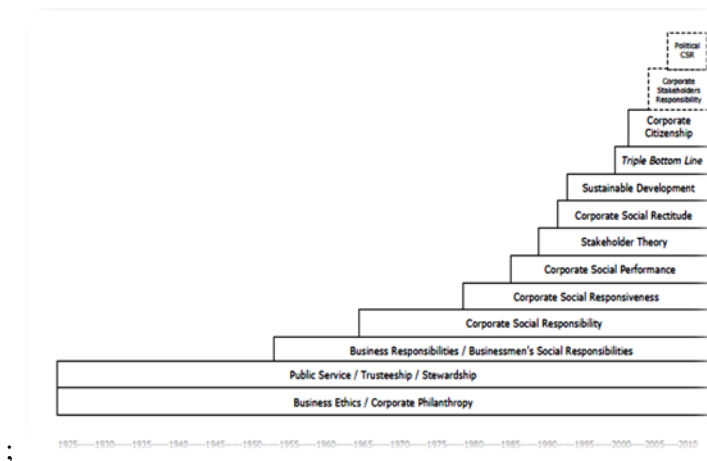 Political
CSR
Corporate
Stakeholders
Responsibility
Corporate
Citizenship
Triple Bottom Line
Sustainable Development
Corporate Social Rectitude
Stakeholder Theory
Corporate Social Performance
Corporate Social Responsiveness
Corporate Social Responsibility
Business Responsibilities / Businessmen's Social Responsibilities
Public Service / Trusteeship / Stewardship
Business Ethics / Corporate Philanthropy
1925-----1930-----1935-----1940-----1945-----1950-----1955-----1960-----1965-----1970-----1975-----1980-----1985-----1990-----1995-----2000-----2005-----2010
;